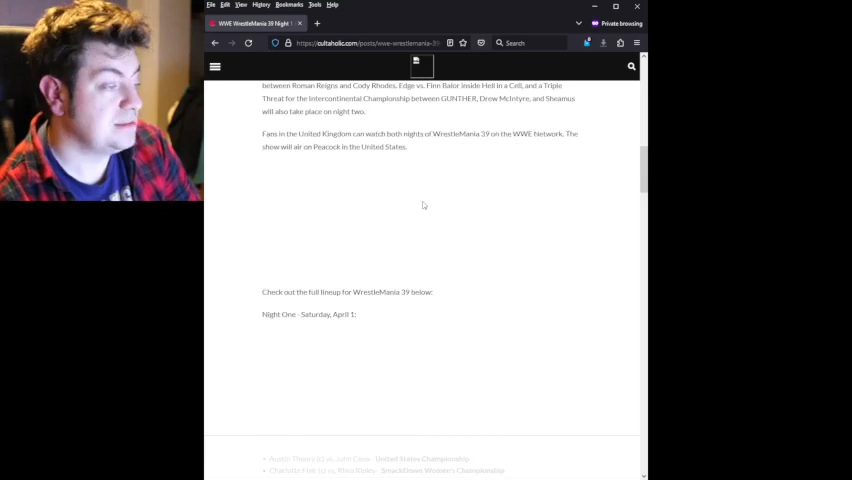 File Edit View History Bookmarks Tools Help
WWE WrestleMania 39 Night
Private browsing
https://cultaholic.com/posts/wwe-wrestlemania-39
Search
between Roman Reigns and Cody Rhodes. Edge vs. Finn Balor inside Hell in a Cell, and a Triple
Threat for the Intercontinental Championship between GUNTHER, Drew McIntyre, and Sheamus
will also take place on night two.
Fans in the United Kingdom can watch both nights of WrestleMania 39 on the WWE Network. The
show will air on Peacock in the United States.
Check out the full lineup for WrestleMania 39 below:
Night One - Saturday, April 1:
• Austin Theory (c) vs. John Cena - United States Championship
• Charlotte Flair (c) vs. Rhea Ripley - SmackDown Women's Championship